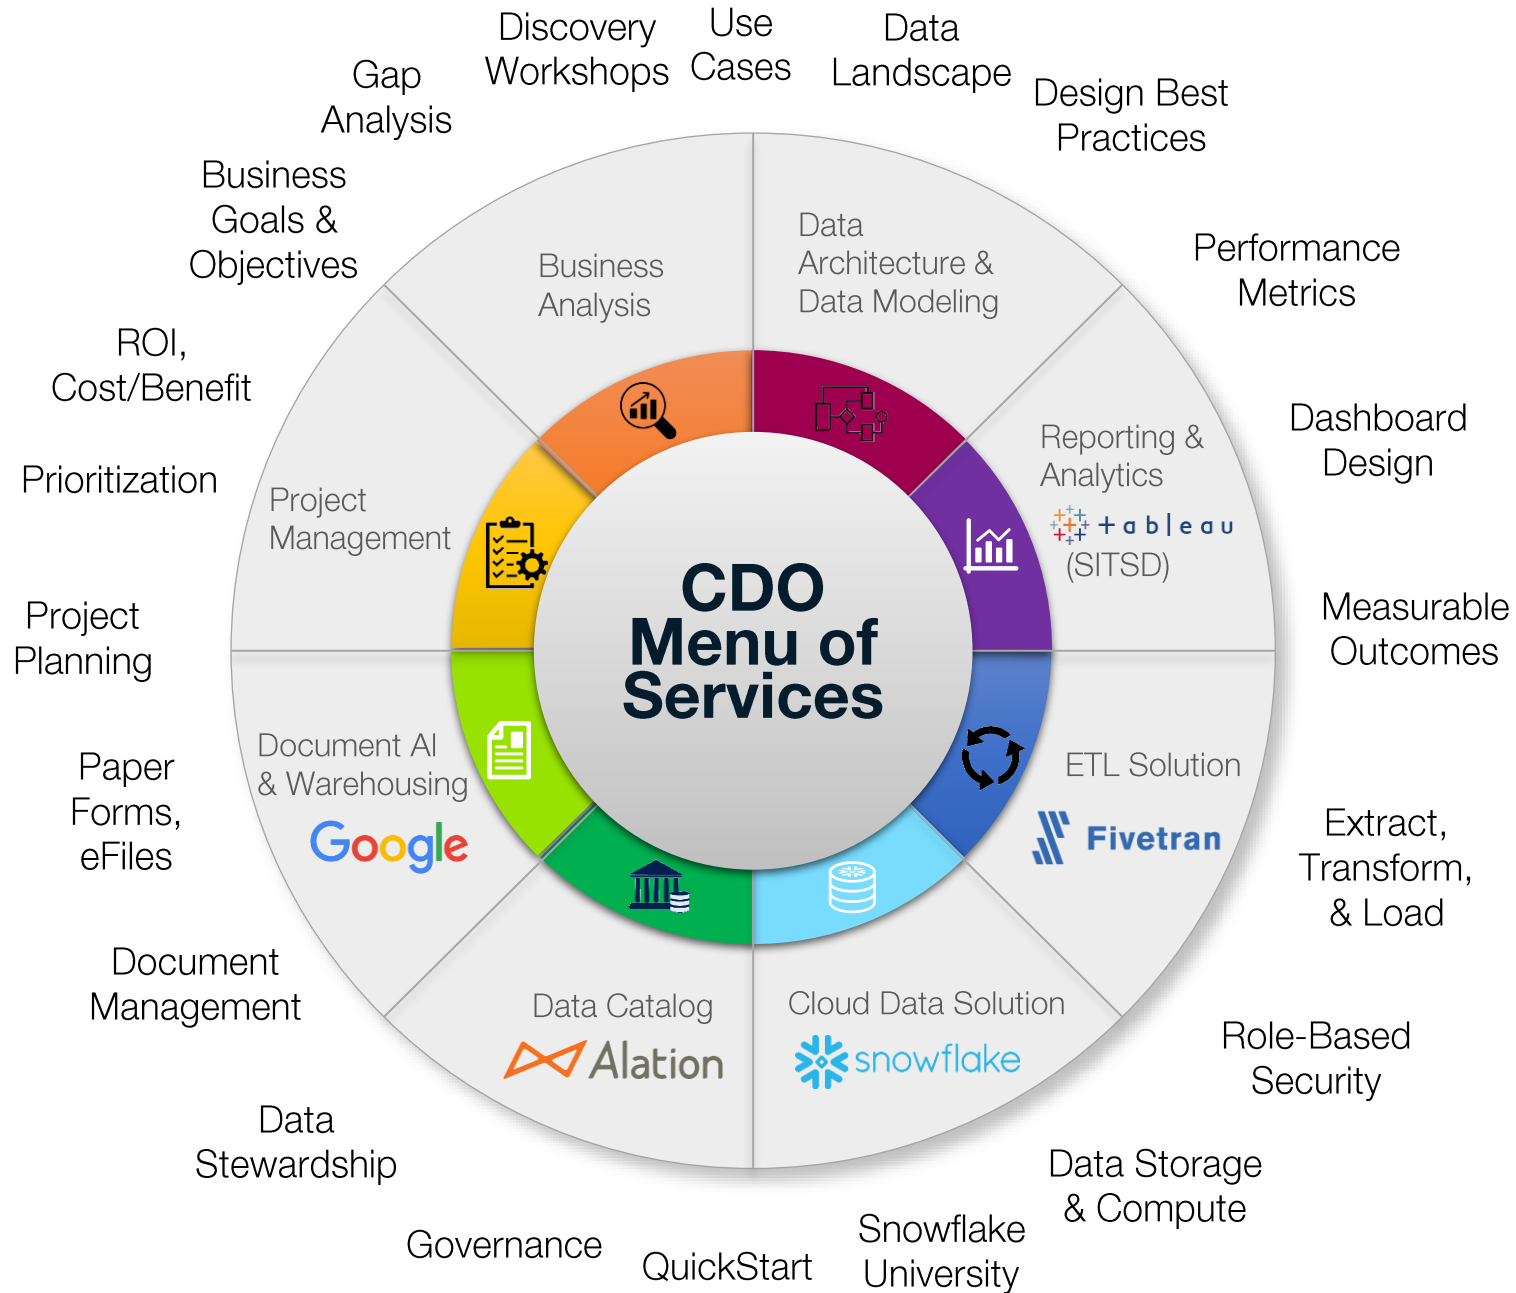 Discovery
Workshops
Use
Cases
Data
Landscape
Design Best
Practices
Performance
Metrics
Dashboard
Design
Measurable
Outcomes
Extract,
Transform,
& Load
Role-Based
Security
Data Storage
& Compute
Snowflake
University
QuickStart
Governance
Data
Stewardship
Document
Management
Paper
Forms,
eFiles
Project
Planning
Prioritization
ROI,
Cost/Benefit
Business
Goals &
Objectives
Gap
Analysis
Business
Analysis
Data
Architecture &
Data Modeling
Reporting &
Analytics
+ableau
(SITSD)
ETL Solution
Fivetran
Cloud Data Solution
snowflake
Data Catalog
Alation
Document AI
& Warehousing
Google
Project
Management
CDO
Menu of
Services